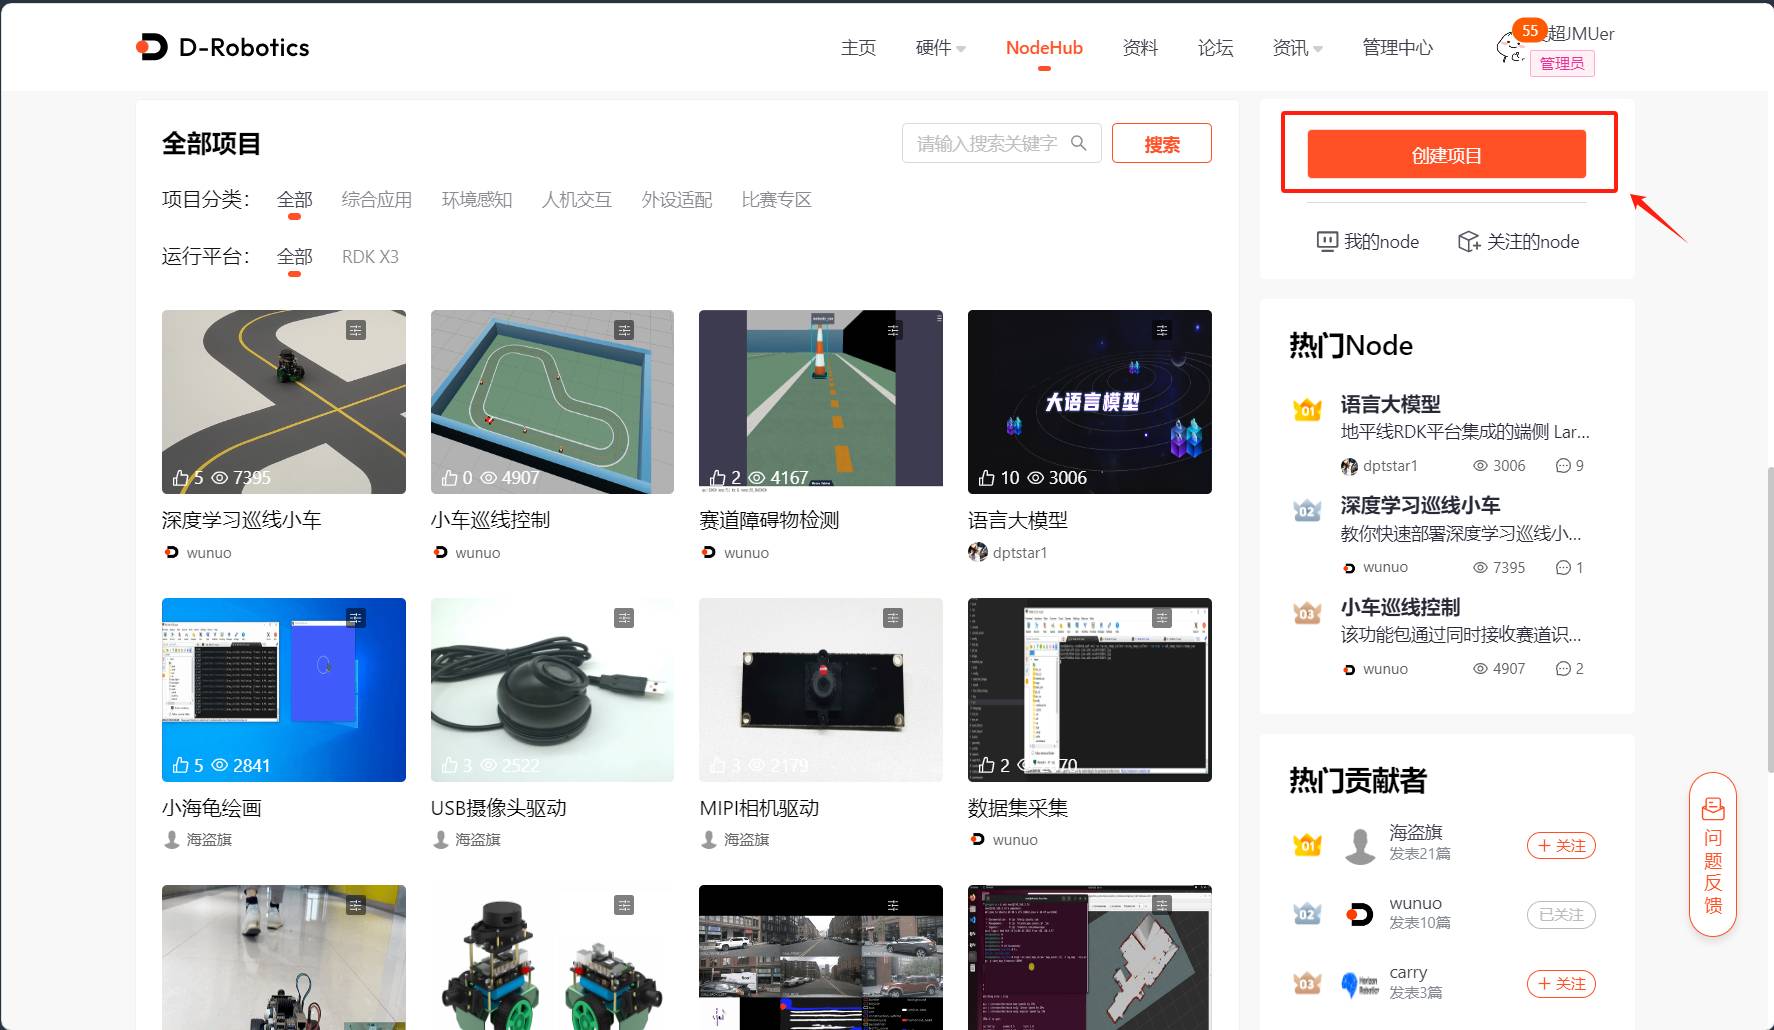 D-Robotics
主页 硬件 NodeHub 资料 论坛 资讯 管理中心
55
超JMUer
管理员
全部项目
请输入搜索关键字 搜索
项目分类： 全部 综合应用 环境感知 人机交互 外设适配 比赛专区
运行平台： 全部 RDK X3
5 7395
0 4907
2 4167
大语言模型
10 3006
深度学习巡线小车
小车巡线控制
赛道障碍物检测
语言大模型
wunuo
wunuo
wunuo
dptstar1
5 2841
3 2522
3 2179
2 70
小海龟绘画
USB摄像头驱动
MIPI相机驱动
数据集采集
海盗旗
海盗旗
海盗旗
wunuo
创建项目
我的node
关注的node
热门Node
01
语言大模型
地平线RDK平台集成的端侧 Lar...
dptstar1 3006 9
02
深度学习巡线小车
教你快速部署深度学习巡线小...
wunuo 7395 1
03
小车巡线控制
该功能包通过同时接收赛道识...
wunuo 4907 2
热门贡献者
01
海盗旗
发表21篇
+ 关注
02
wunuo
发表10篇
已关注
03
Horizon
Robotics
carry
发表3篇
+ 关注
问题反馈